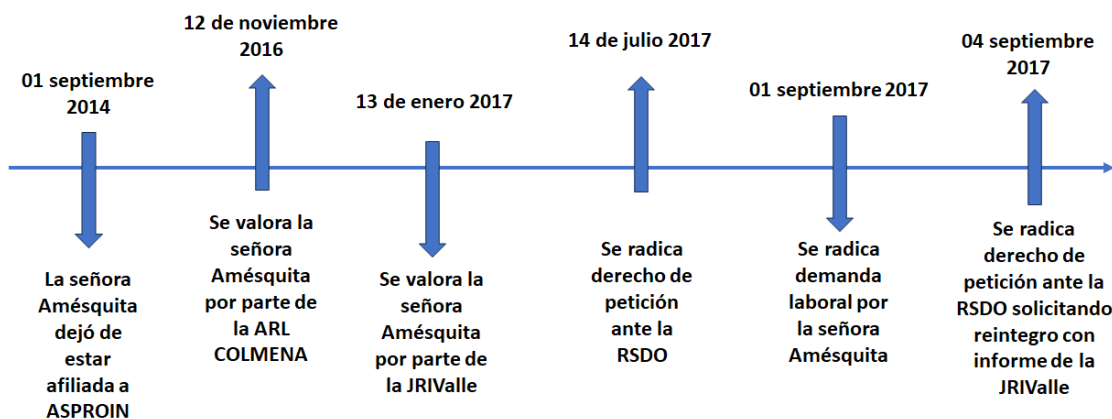 01 septiembre
2014
La señora
Amésquita
dejó de
estar
afiliada a
ASPROIN
12 de noviembre
2016
Se valora la
señora
Amésquita
por parte de
la ARL
COLMENA
13 de enero 2017
Se valora la
señora
Amésquita
por parte de
la JRIValle
14 de julio 2017
Se radica
derecho de
petición
ante la
RSDO
01 septiembre 2017
Se radica
demanda
laboral por
la señora
Amésquita
04 septiembre
2017
Se radica
derecho de
petición ante la
RSDO solicitando
reintegro con
informe de la
JRIValle